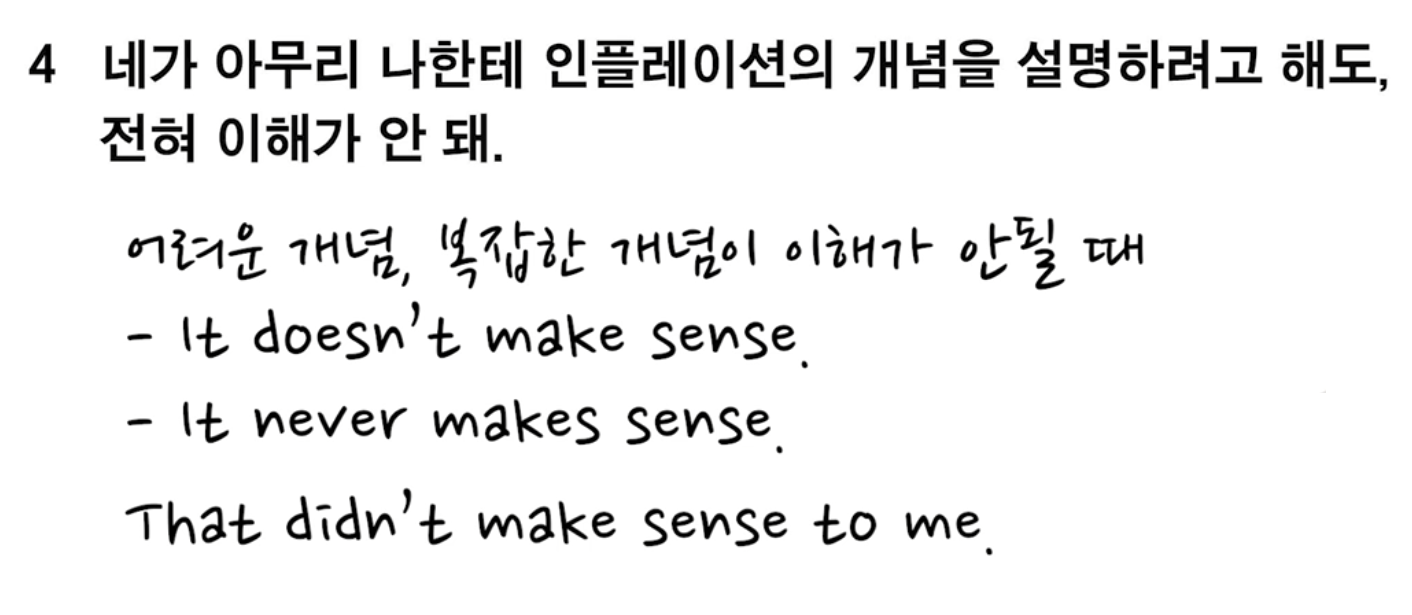 4 네가 아무리 나한테 인플레이션의 개념을 설명하려고 해도,
전혀 이해가 안 돼.
어려운 개념, 복잡한 개념이 이해가 안될 때
- It doesn't make sense.
- It never makes sense.
That didn't make sense to me.